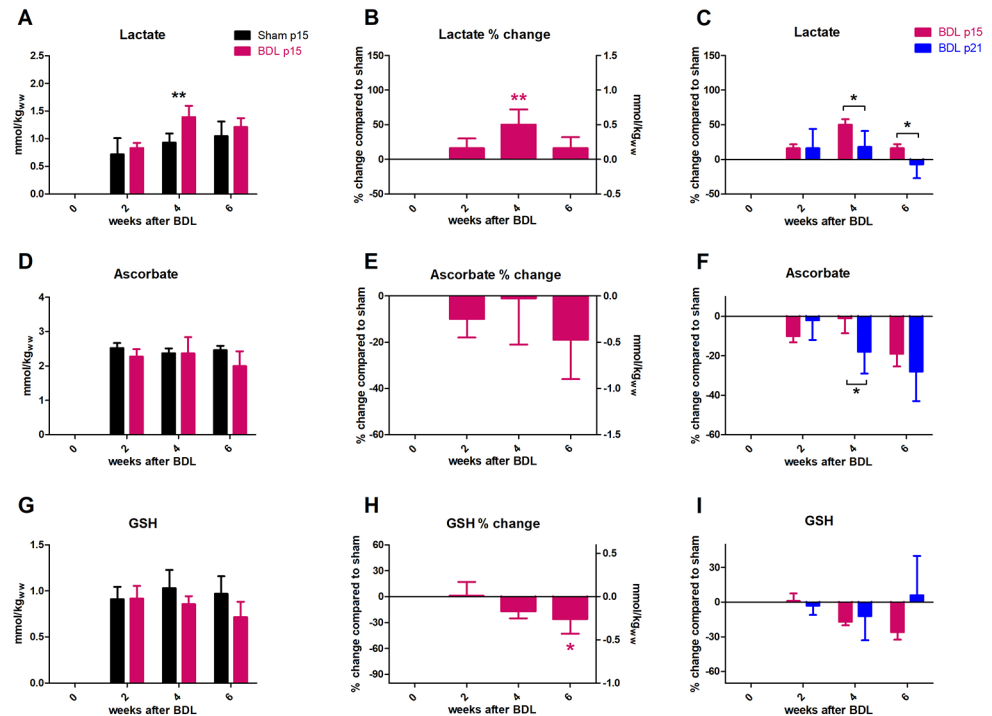 A
Lactate
Sham p15
BDL p15
**
2.5
2.0
1.5
1.0
0.5
0.0
mmol/kgww
0 2 4 6
weeks after BDL
B
Lactate % change
**
150
100
50
0
-50
% change compared to sham
1.0
0.5
0.0
-0.5
mmol/kgww
0 2 4 6
weeks after BDL
C
Lactate
BDL p15
BDL p21
*
*
150
100
50
0
-50
% change compared to sham
0 2 4 6
weeks after BDL
D
Ascorbate
4
3
2
1
0
mmol/kgww
0 2 4 6
weeks after BDL
E
Ascorbate % change
0
-20
-40
-60
% change compared to sham
0.0
-0.5
-1.0
-1.5
mmol/kgww
0 2 4 6
weeks after BDL
F
Ascorbate
0
-20
-40
-60
% change compared to sham
*
0 2 4 6
weeks after BDL
G
GSH
1.5
1.0
0.5
0.0
mmol/kgww
0 2 4 6
weeks after BDL
H
GSH % change
60
30
0
-30
-60
-90
% change compared to sham
*
0.5
0.0
-0.5
-1.0
mmol/kgww
0 2 4 6
weeks after BDL
I
GSH
30
0
-30
-60
% change compared to sham
0 2 4 6
weeks after BDL